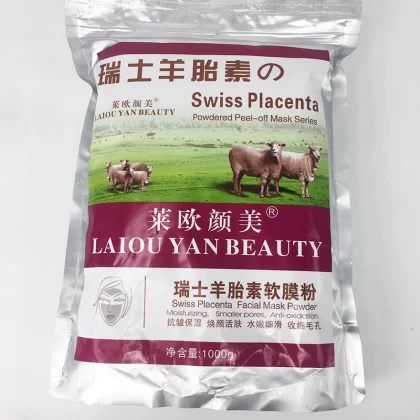 瑞士羊胎素の
莱欧颜美®
LAIOU YAN BEAUTY
Swiss Placenta
Powdered Peel-off Mask Series
莱欧颜美®
LAIOU YAN BEAUTY
瑞士羊胎素软膜粉
Swiss Placenta Facial Mask Powder
Moisturizing, Smaller pores, Anti-oxidation
抗皱保湿 焕颜活肤 水嫩细滑 收缩毛孔
净含量:1000g